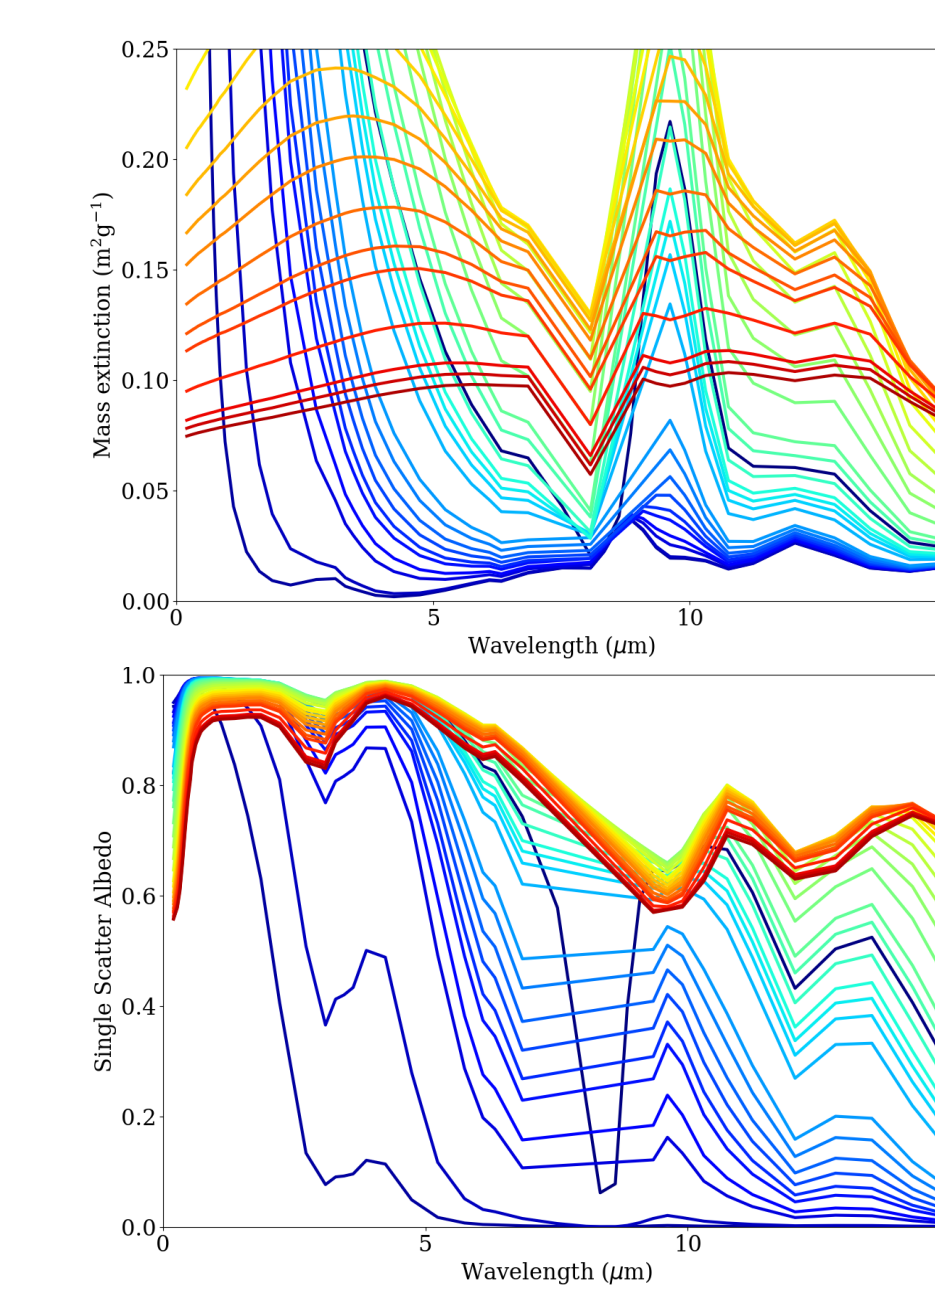 0.25
0.20
0.15
0.10
0.05
0.00
Mass extinction (m²g⁻¹)
0 5 10
Wavelength (μm)
1.0
0.8
0.6
0.4
0.2
0.0
Single Scatter Albedo
0 5 10
Wavelength (μm)